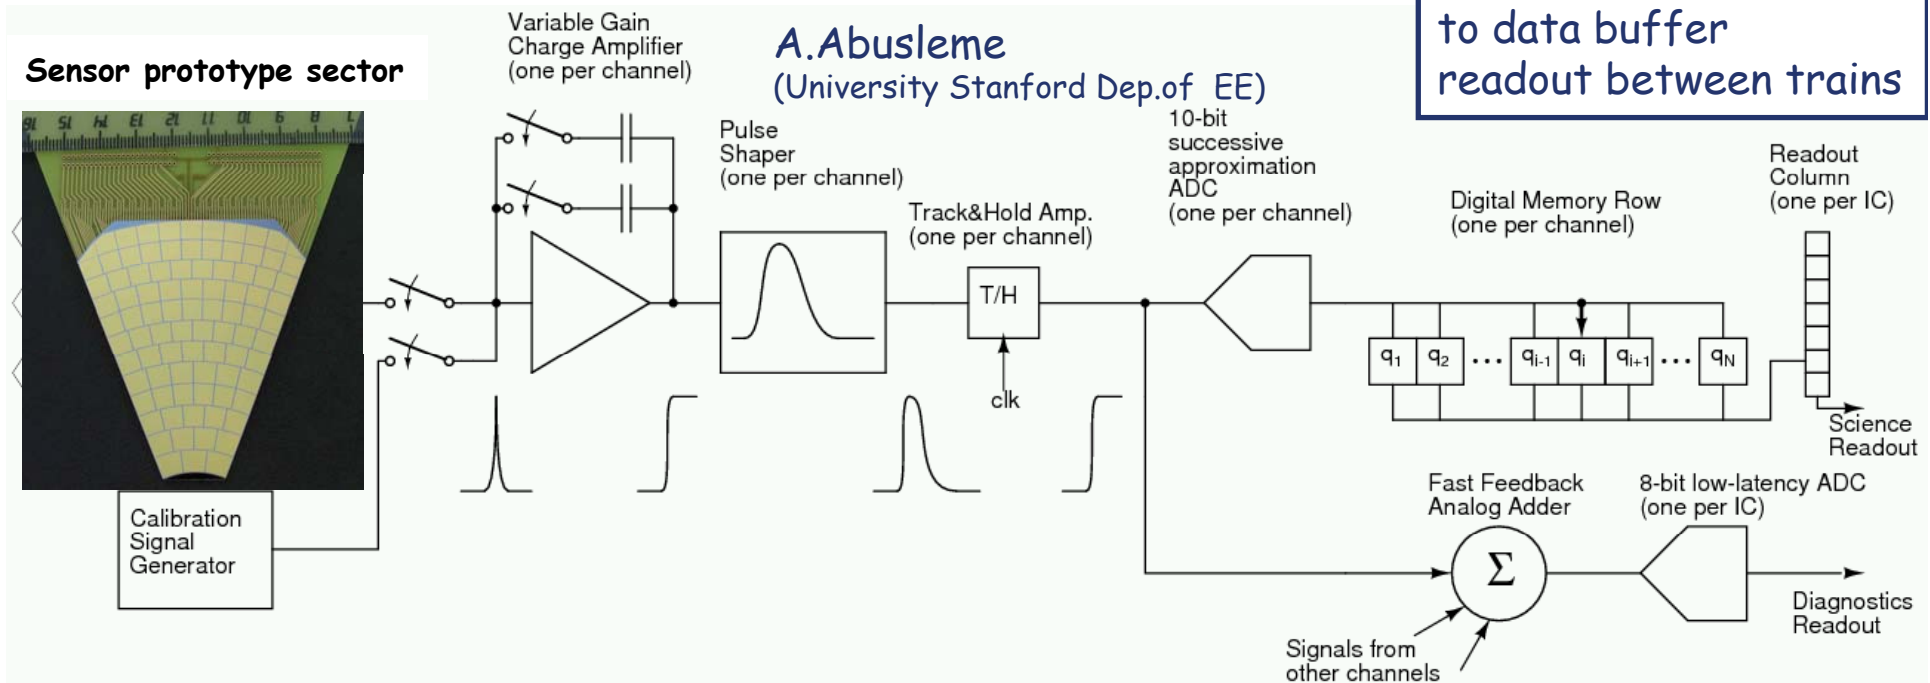 to data buffer
readout between trains
A.Abusleme
(University Stanford Dep.of EE)
Sensor prototype sector
Variable Gain
Charge Amplifier
(one per channel)
Pulse
Shaper
(one per channel)
Track&Hold Amp.
(one per channel)
T/H
clk
10-bit
successive
approximation
ADC
(one per channel)
Digital Memory Row
(one per channel)
q1 q2 ... qi-1 qi qi+1 ... qN
Readout
Column
(one per IC)
Science
Readout
Calibration
Signal
Generator
Fast Feedback
Analog Adder
Σ
Signals from
other channels
8-bit low-latency ADC
(one per IC)
Diagnostics
Readout